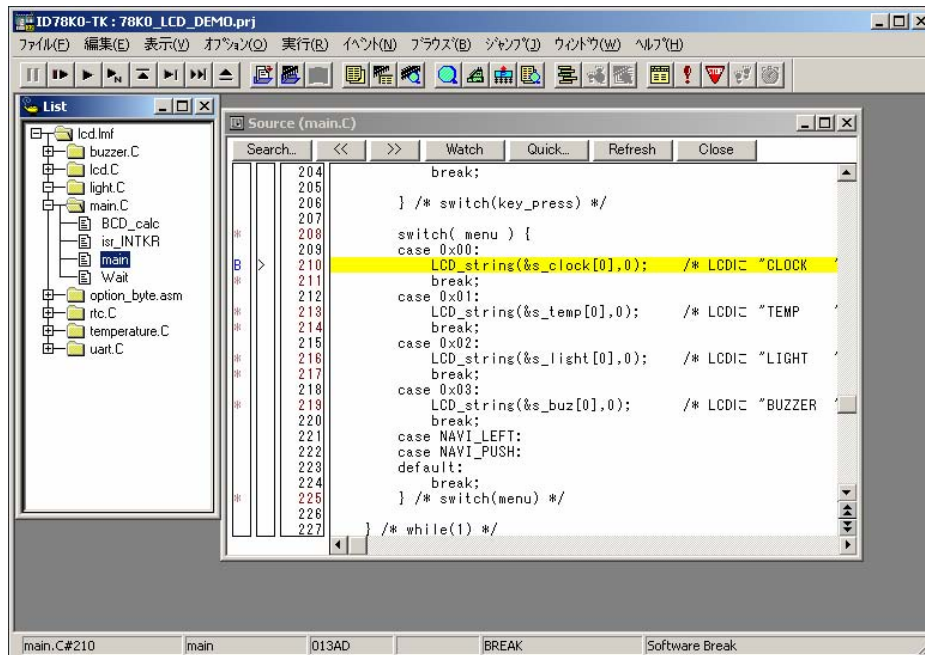 ID78K0-TK : 78K0_LCD_DEMO.prj
ファイル(F) 編集(E) 表示(V) オプション(O) 実行(R) イベント(N) ブラウズ(B) ジャンプ(J) ウィンドウ(W) ヘルプ(H)
List
lcd.lmf
buzzer.C
lcd.C
light.C
main.C
BCD_calc
isr_INTKR
main
Wait
option_byte.asm
rtc.C
temperature.C
uart.C
Source (main.C)
Search... << >> Watch Quick... Refresh Close
204 break;
205
206 } /* switch(key_press) */
207
* 208 switch( menu ) {
209 case 0x00:
B > 210 LCD_string(&s_clock[0],0); /* LCDに "CLOCK "
* 211 break;
212 case 0x01:
* 213 LCD_string(&s_temp[0],0); /* LCDに "TEMP "
* 214 break;
215 case 0x02:
* 216 LCD_string(&s_light[0],0); /* LCDに "LIGHT "
* 217 break;
218 case 0x03:
* 219 LCD_string(&s_buz[0],0); /* LCDに "BUZZER "
220 break;
221 case NAVI_LEFT:
222 case NAVI_PUSH:
223 default:
224 break;
* 225 } /* switch(menu) */
226
227 } /* while(1) */
main.C#210 main 013AD BREAK Software Break